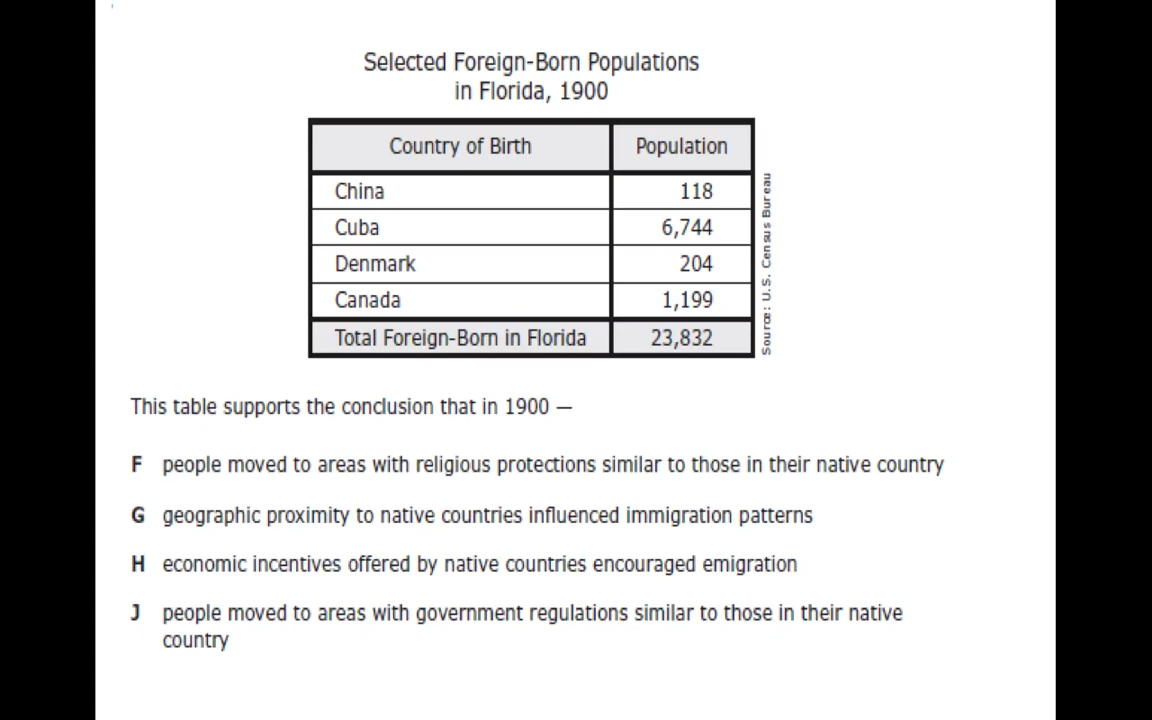 Selected Foreign-Born Populations
in Florida, 1900
Country of Birth Population
China 118
Cuba 6,744
Denmark 204
Canada 1,199
Total Foreign-Born in Florida 23,832
Source: U.S. Census Bureau
This table supports the conclusion that in 1900 —
F people moved to areas with religious protections similar to those in their native country
G geographic proximity to native countries influenced immigration patterns
H economic incentives offered by native countries encouraged emigration
J people moved to areas with government regulations similar to those in their native
country